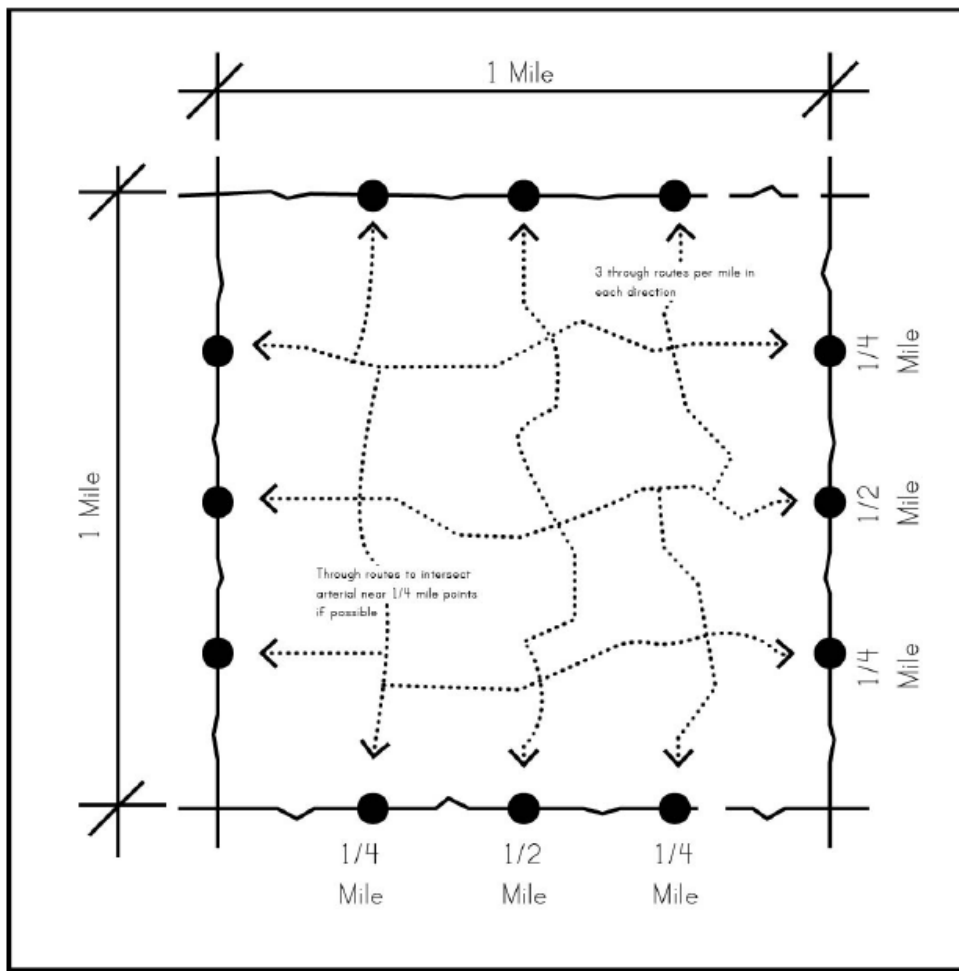 1 Mile
3 through routes per mile in
each direction
1/4
Mile
1 Mile
1/2
Mile
Through routes to intersect
arterial near 1/4 mile points
if possible
1/4
Mile
1/4
Mile
1/2
Mile
1/4
Mile